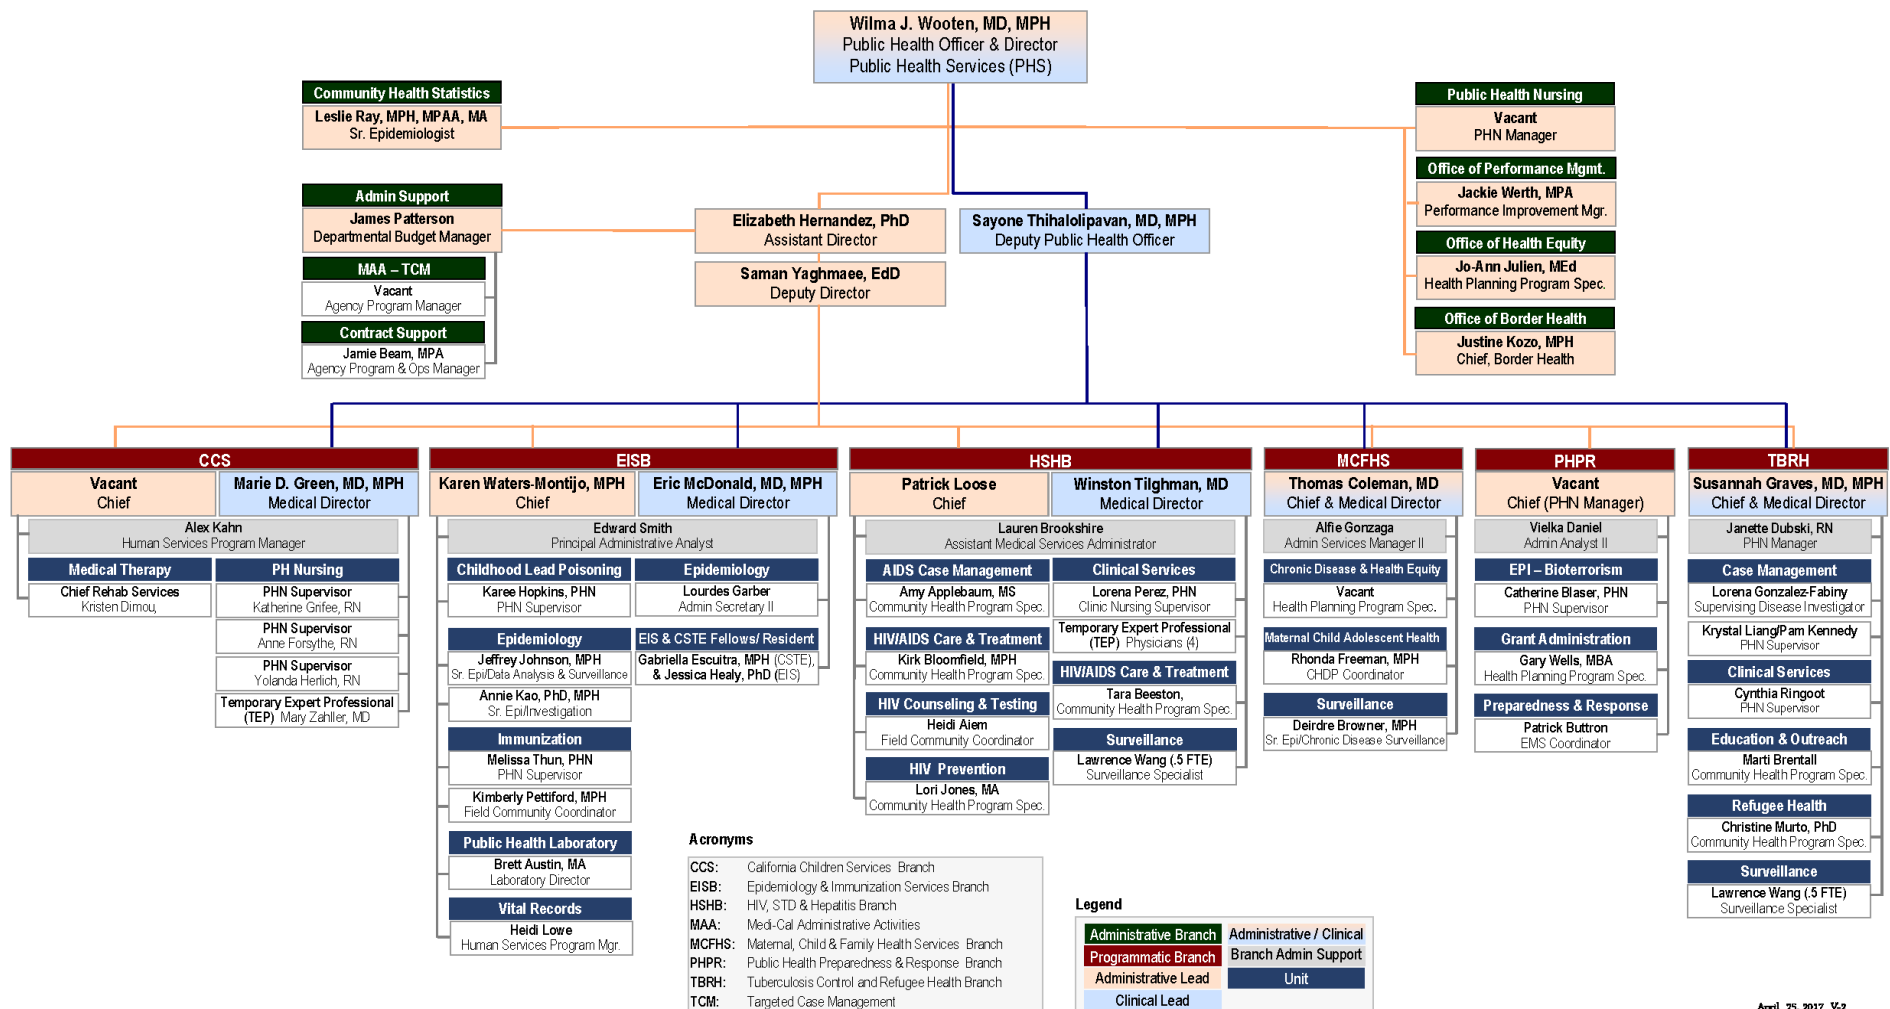 Wilma J. Wooten, MD, MPH
Public Health Officer & Director
Public Health Services (PHS)
Community Health Statistics
Leslie Ray, MPH, MPAA, MA
Sr. Epidemiologist
Public Health Nursing
Vacant
PHN Manager
Office of Performance Mgmt.
Jackie Werth, MPA
Performance Improvement Mgr.
Office of Health Equity
Jo-Ann Julien, MEd
Health Planning Program Spec.
Office of Border Health
Justine Kozo, MPH
Chief, Border Health
Admin Support
James Patterson
Departmental Budget Manager
MAA – TCM
Vacant
Agency Program Manager
Contract Support
Jamie Beam, MPA
Agency Program & Ops Manager
Elizabeth Hernandez, PhD
Assistant Director
Saman Yaghmaee, EdD
Deputy Director
Sayone Thihalolipavan, MD, MPH
Deputy Public Health Officer
CCS
Vacant
Chief
Marie D. Green, MD, MPH
Medical Director
Alex Kahn
Human Services Program Manager
Medical Therapy
Chief Rehab Services
Kristen Dimou,
PH Nursing
PHN Supervisor
Katherine Grifee, RN
PHN Supervisor
Anne Forsythe, RN
PHN Supervisor
Yolanda Herlich, RN
Temporary Expert Professional
(TEP) Mary Zahller, MD
EISB
Karen Waters-Montijo, MPH
Chief
Eric McDonald, MD, MPH
Medical Director
Edward Smith
Principal Administrative Analyst
Childhood Lead Poisoning
Karee Hopkins, PHN
PHN Supervisor
Epidemiology
Jeffrey Johnson, MPH
Sr. Epi/Data Analysis & Surveillance
Annie Kao, PhD, MPH
Sr. Epi/Investigation
Immunization
Melissa Thun, PHN
PHN Supervisor
Kimberly Pettiford, MPH
Field Community Coordinator
Public Health Laboratory
Brett Austin, MA
Laboratory Director
Vital Records
Heidi Lowe
Human Services Program Mgr.
Epidemiology
Lourdes Garber
Admin Secretary II
EIS & CSTE Fellows/ Resident
Gabriella Escuitra, MPH (CSTE),
& Jessica Healy, PhD (EIS)
HSHB
Patrick Loose
Chief
Winston Tilghman, MD
Medical Director
Lauren Brookshire
Assistant Medical Services Administrator
AIDS Case Management
Amy Applebaum, MS
Community Health Program Spec.
HIV/AIDS Care & Treatment
Kirk Bloomfield, MPH
Community Health Program Spec.
HIV Counseling & Testing
Heidi Aiem
Field Community Coordinator
HIV Prevention
Lori Jones, MA
Community Health Program Spec.
Clinical Services
Lorena Perez, PHN
Clinic Nursing Supervisor
Temporary Expert Professional
(TEP) Physicians (4)
HIV/AIDS Care & Treatment
Tara Beeston,
Community Health Program Spec.
Surveillance
Lawrence Wang (.5 FTE)
Surveillance Specialist
MCFHS
Thomas Coleman, MD
Chief & Medical Director
Alfie Gonzaga
Admin Services Manager II
Chronic Disease & Health Equity
Vacant
Health Planning Program Spec.
Maternal Child Adolescent Health
Rhonda Freeman, MPH
CHDP Coordinator
Surveillance
Deirdre Browner, MPH
Sr. Epi/Chronic Disease Surveillance
PHPR
Vacant
Chief (PHN Manager)
Vielka Daniel
Admin Analyst II
EPI – Bioterrorism
Catherine Blaser, PHN
PHN Supervisor
Grant Administration
Gary Wells, MBA
Health Planning Program Spec.
Preparedness & Response
Patrick Buttron
EMS Coordinator
TBRH
Susannah Graves, MD, MPH
Chief & Medical Director
Janette Dubski, RN
PHN Manager
Case Management
Lorena Gonzalez-Fabiny
Supervising Disease Investigator
Krystal Liang/Pam Kennedy
PHN Supervisor
Clinical Services
Cynthia Ringoot
PHN Supervisor
Education & Outreach
Marti Brentall
Community Health Program Spec.
Refugee Health
Christine Murto, PhD
Community Health Program Spec.
Surveillance
Lawrence Wang (.5 FTE)
Surveillance Specialist
Acronyms
CCS: California Children Services Branch
EISB: Epidemiology & Immunization Services Branch
HSHB: HIV, STD & Hepatitis Branch
MAA: Medi-Cal Administrative Activities
MCFHS: Maternal, Child & Family Health Services Branch
PHPR: Public Health Preparedness & Response Branch
TBRH: Tuberculosis Control and Refugee Health Branch
TCM: Targeted Case Management
Legend
Administrative Branch
Administrative / Clinical
Programmatic Branch
Branch Admin Support
Administrative Lead
Unit
Clinical Lead
April 25, 2017 V-2